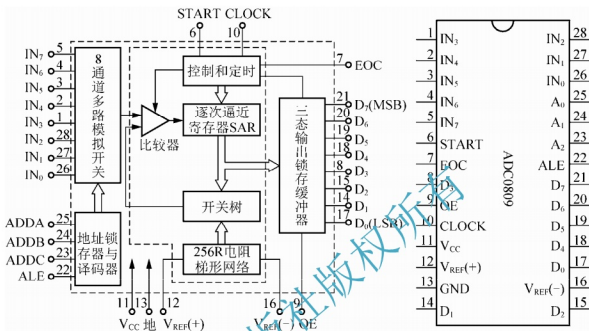 START CLOCK
6 10
IN7 5
IN6 4
IN5 3
IN4 2
IN3 1
IN2 28
IN1 27
IN0 26
8通道多路模拟开关
控制和定时
7 EOC
比较器
逐次逼近
寄存器SAR
三态输出锁存缓冲器
21 D7(MSB)
20 D6
19 D5
18 D4
8 D3
15 D2
14 D1
17 D0(LSB)
开关树
256R电阻
梯形网络
ADDA 25
ADDB 24
ADDC 23
ALE 22
地址锁
存器与
译码器
11 13 12 16 9
VCC 地 VREF(+) VREF(-) OE
ADC0809
1 IN3
2 IN4
3 IN5
4 IN6
5 IN7
6 START
7 EOC
8 D3
9 OE
10 CLOCK
11 VCC
12 VREF(+)
13 GND
14 D1
IN2 28
IN1 27
IN0 26
A0 25
A1 24
A2 23
ALE 22
D7 21
D6 20
D5 19
D4 18
D0 17
VREF(-) 16
D2 15
社版权所有